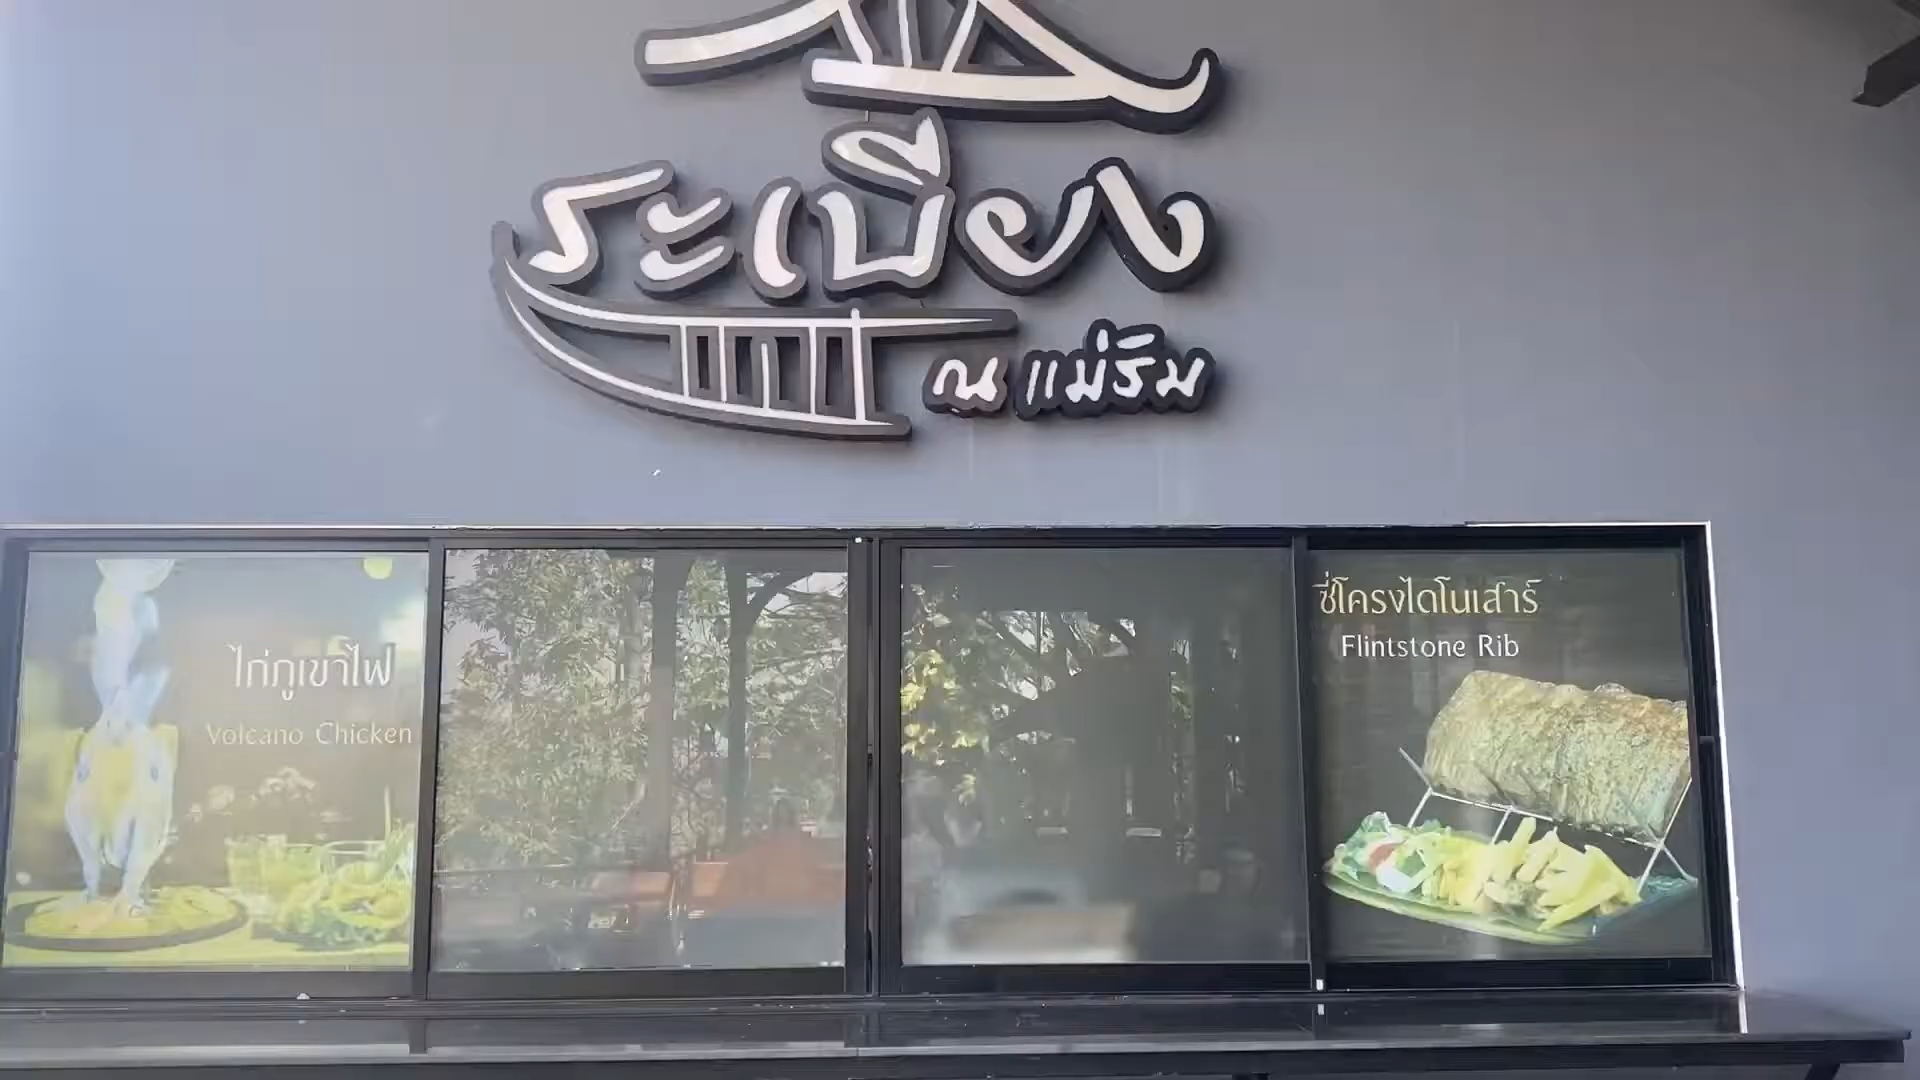 ระเบียง
ณ แม่ริม
ไก่ภูเขาไฟ
Volcano Chicken
ซี่โครงไดโนเสาร์
Flintstone Rib